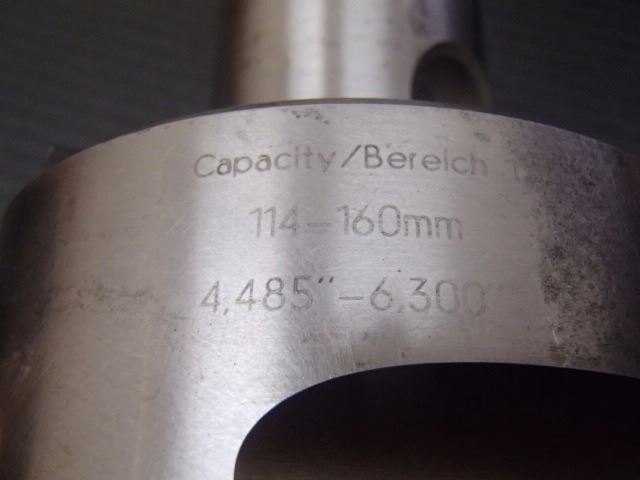 Capacity/Bereich
114-160mm
4,485"-6,300"